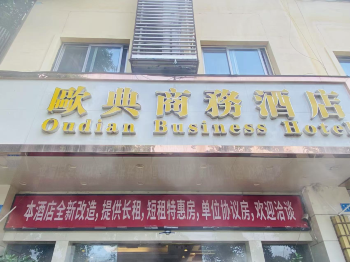 歐典商務酒店
Oudian Business Hotel
本酒店全新改造,提供长租,短租特惠房,单位协议房,欢迎洽谈